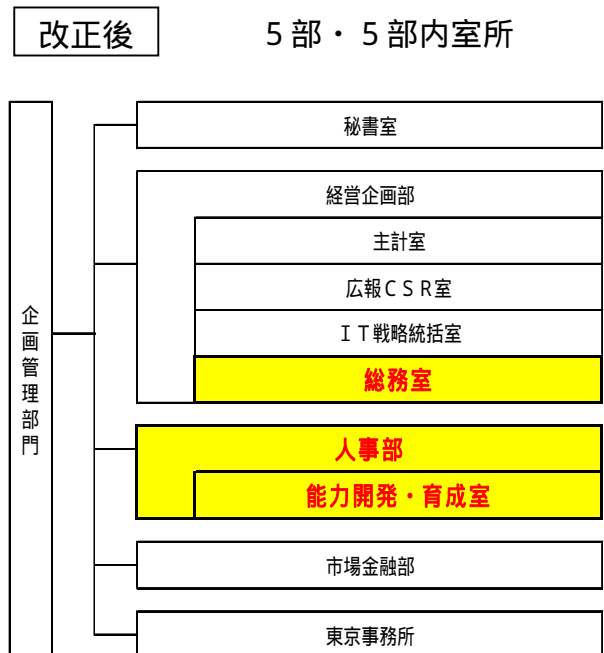 改正後
５部・５部内室所
企画管理部門
秘書室
経営企画部
主計室
広報ＣＳＲ室
ＩＴ戦略統括室
総務室
人事部
能力開発・育成室
市場金融部
東京事務所